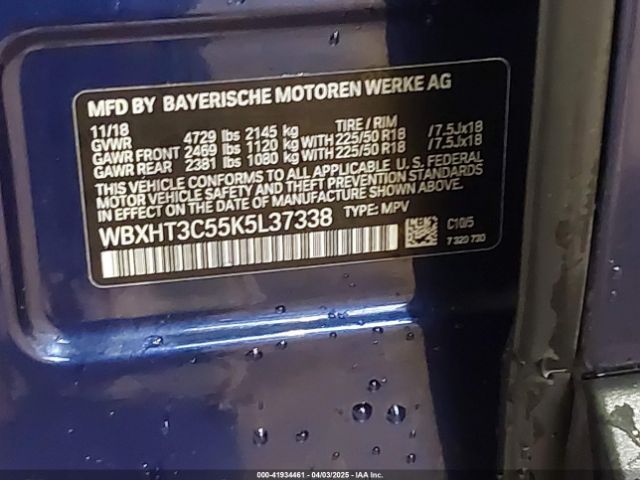 MFD BY BAYERISCHE MOTOREN WERKE AG
11/18 TIRE / RIM
GVWR 4729 lbs 2145 kg
GAWR FRONT 2469 lbs 1120 kg WITH 225/50 R18 /7.5Jx18
GAWR REAR 2381 lbs 1080 kg WITH 225/50 R18 /7.5Jx18
THIS VEHICLE CONFORMS TO ALL APPLICABLE U.S. FEDERAL
MOTOR VEHICLE SAFETY AND THEFT PREVENTION STANDARDS
IN EFFECT ON THE DATE OF MANUFACTURE SHOWN ABOVE.
WBXHT3C55K5L37338 TYPE: MPV
C10/5
7 320 730
000-41934461 - 04/03/2025 - IAA Inc.